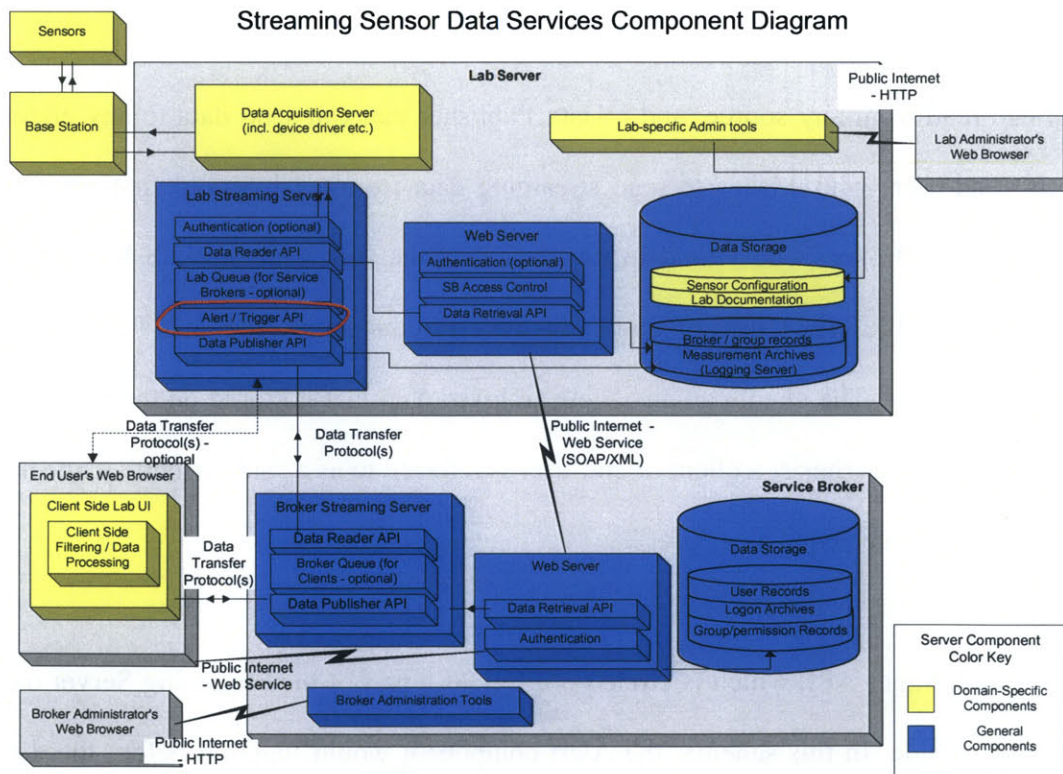 Streaming Sensor Data Services Component Diagram
Sensors
Base Station
Lab Server
Data Acquisition Server
(incl. device driver etc.)
Lab-specific Admin tools
Public Internet
- HTTP
Lab Administrator's
Web Browser
Lab Streaming Server
Authentication (optional)
Data Reader API
Lab Queue (for Service
Brokers - optional)
Alert / Trigger API
Data Publisher API
Web Server
Authentication (optional)
SB Access Control
Data Retrieval API
Data Storage
Sensor Configuration
Lab Documentation
Broker / group records
Measurement Archives
(Logging Server)
Data Transfer
Protocol(s) -
optional
Data Transfer
Protocol(s)
Public Internet -
Web Service
(SOAP/XML)
End User's Web Browser
Client Side Lab UI
Client Side
Filtering / Data
Processing
Data
Transfer
Protocol(s)
Service Broker
Broker Streaming Server
Data Reader API
Broker Queue (for
Clients - optional)
Data Publisher API
Web Server
Data Retrieval API
Authentication
Data Storage
User Records
Logon Archives
Group/permission Records
Public Internet
- Web Service
Broker Administration Tools
Broker Administrator's
Web Browser
Public Internet
- HTTP
Server Component
Color Key
Domain-Specific
Components
General
Components